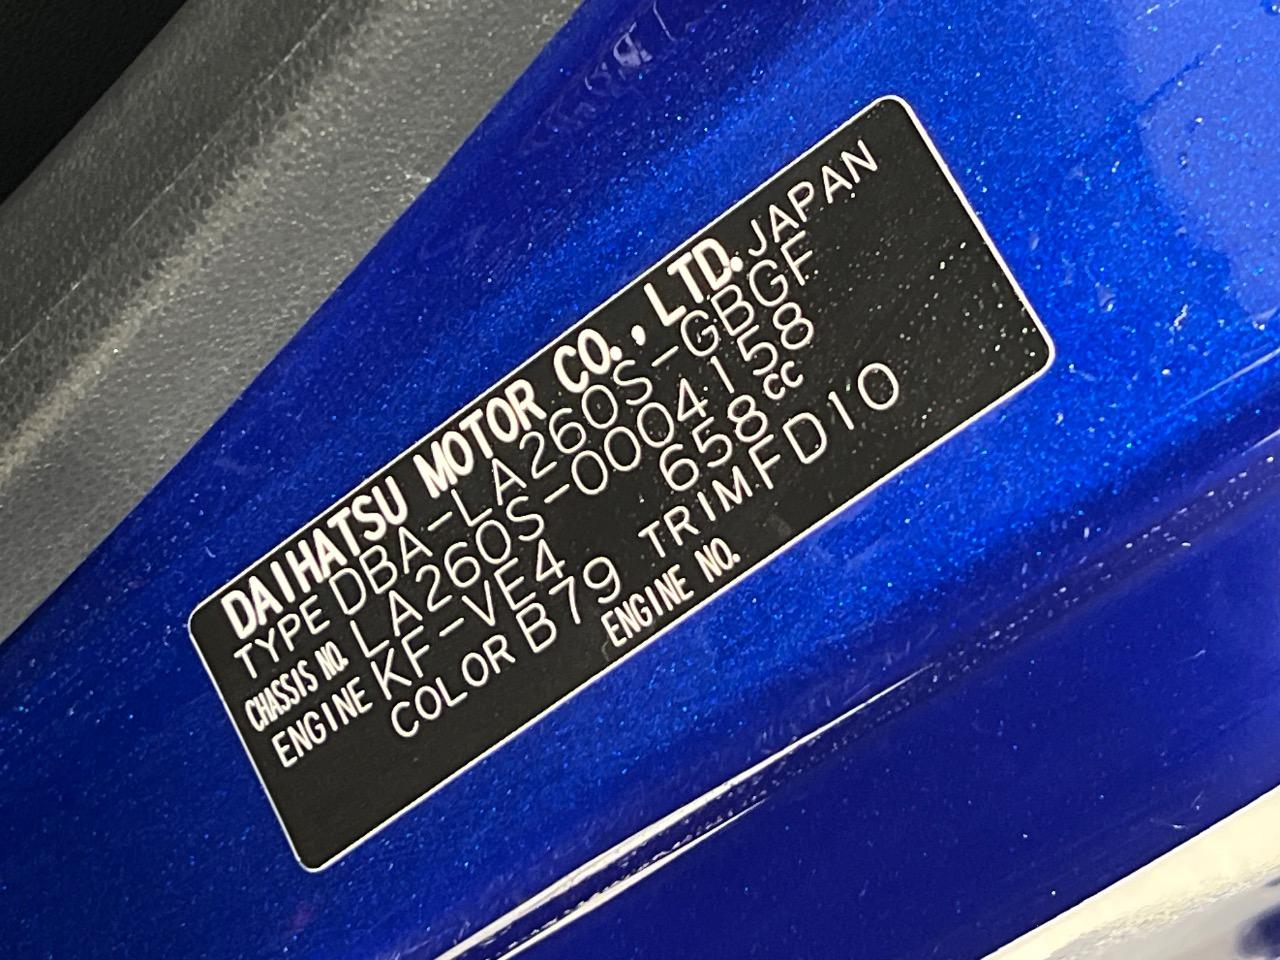 DAIHATSU MOTOR CO., LTD. JAPAN
TYPE DBA-LA260S-GBGF
CHASSIS NO. LA260S-0004158
ENGINE KF-VE4 658cc
COLOR B79 TRIM FD10
ENGINE NO.